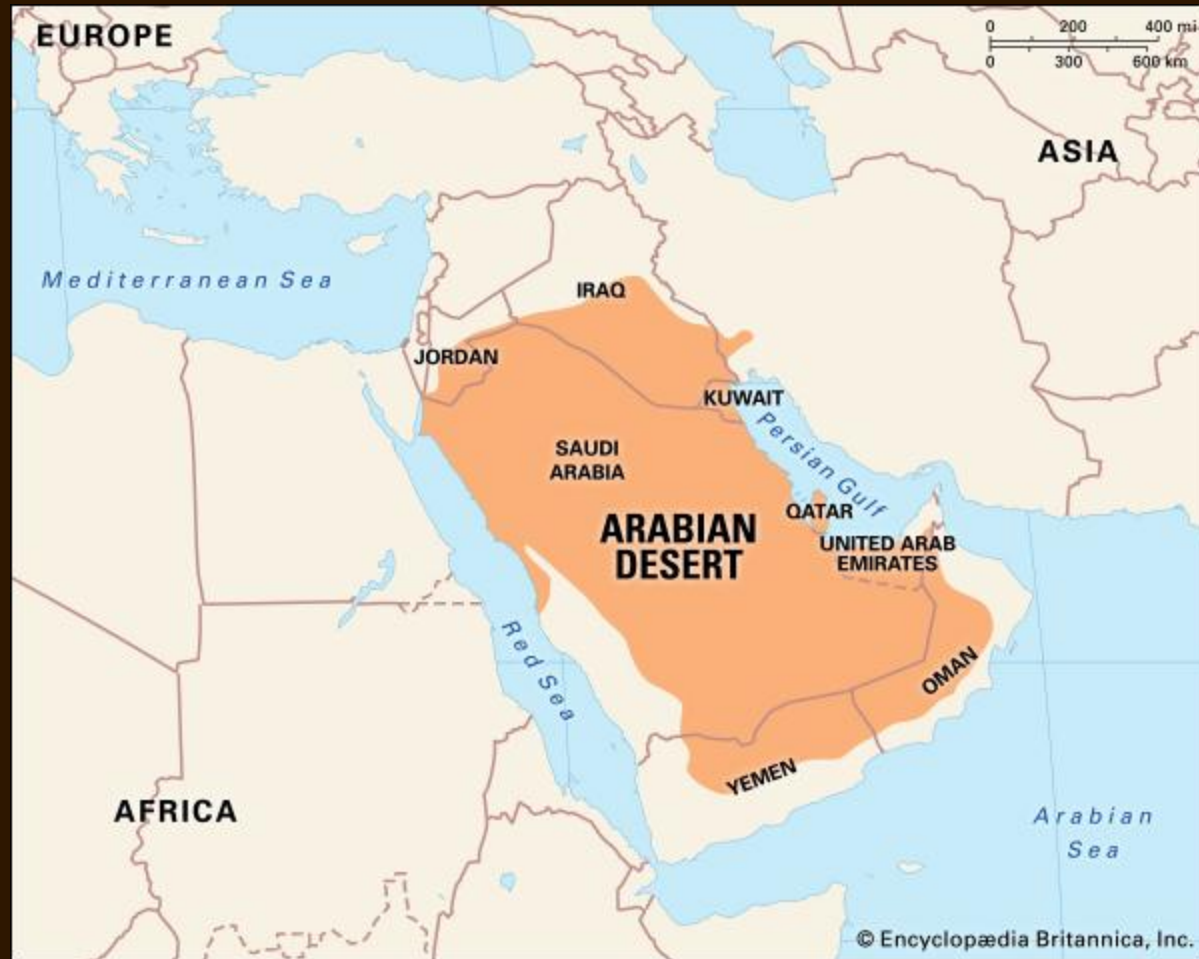 EUROPE
0 200 400 mi
0 300 600 km
ASIA
Mediterranean Sea
IRAQ
JORDAN
KUWAIT
Persian Gulf
SAUDI
ARABIA
QATAR
ARABIAN
DESERT
UNITED ARAB
EMIRATES
Red Sea
OMAN
YEMEN
AFRICA
Arabian
Sea
© Encyclopædia Britannica, Inc.